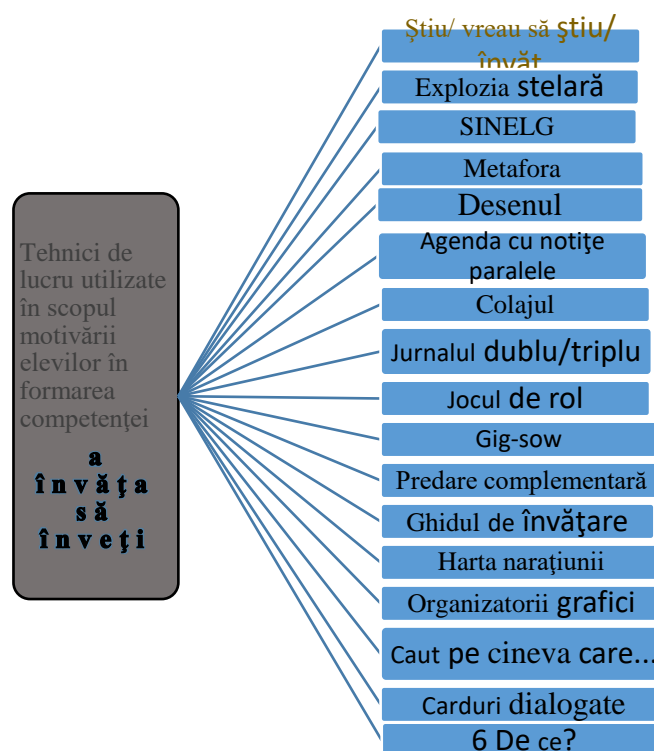 Tehnici de
lucru utilizate
în scopul
motivării
elevilor în
formarea
competenţei
a
învăţa
să
înveţi
Știu/ vreau să ştiu/
învăt
Explozia stelară
SINELG
Metafora
Desenul
Agenda cu notiţe
paralele
Colajul
Jurnalul dublu/triplu
Jocul de rol
Gig-sow
Predare complementară
Ghidul de învăţare
Harta naraţiunii
Organizatorii grafici
Caut pe cineva care...
Carduri dialogate
6 De ce?